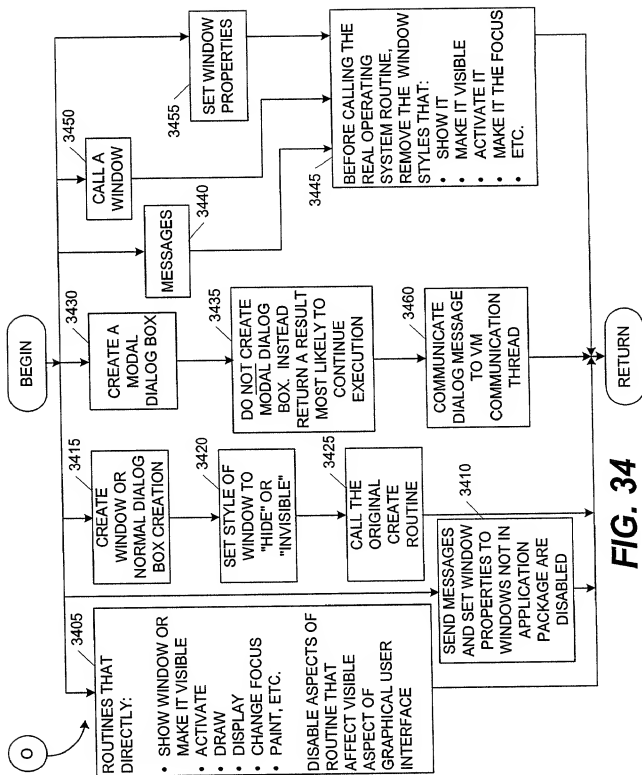 BEGIN
O
3405
ROUTINES THAT
DIRECTLY:
• SHOW WINDOW OR
MAKE IT VISIBLE
• ACTIVATE
• DRAW
• DISPLAY
• CHANGE FOCUS
• PAINT, ETC.
DISABLE ASPECTS OF
ROUTINE THAT
AFFECT VISIBLE
ASPECT OF
GRAPHICAL USER
INTERFACE
3415
CREATE
WINDOW OR
NORMAL DIALOG
BOX CREATION
3420
SET STYLE OF
WINDOW TO
"HIDE" OR
"INVISIBLE"
3425
CALL THE
ORIGINAL
CREATE
ROUTINE
3410
SEND MESSAGES
AND SET WINDOW
PROPERTIES TO
WINDOWS NOT IN
APPLICATION
PACKAGE ARE
DISABLED
3430
CREATE A
MODAL
DIALOG BOX
3435
DO NOT CREATE
MODAL DIALOG
BOX. INSTEAD
RETURN A RESULT
MOST LIKELY TO
CONTINUE
EXECUTION
3460
COMMUNICATE
DIALOG MESSAGE
TO VM
COMMUNICATION
THREAD
MESSAGES
3440
3450
CALL A
WINDOW
3455
SET WINDOW
PROPERTIES
3445
BEFORE CALLING THE
REAL OPERATING
SYSTEM ROUTINE,
REMOVE THE WINDOW
STYLES THAT:
• SHOW IT
• MAKE IT VISIBLE
• ACTIVATE IT
• MAKE IT THE FOCUS
• ETC.
RETURN
FIG. 34